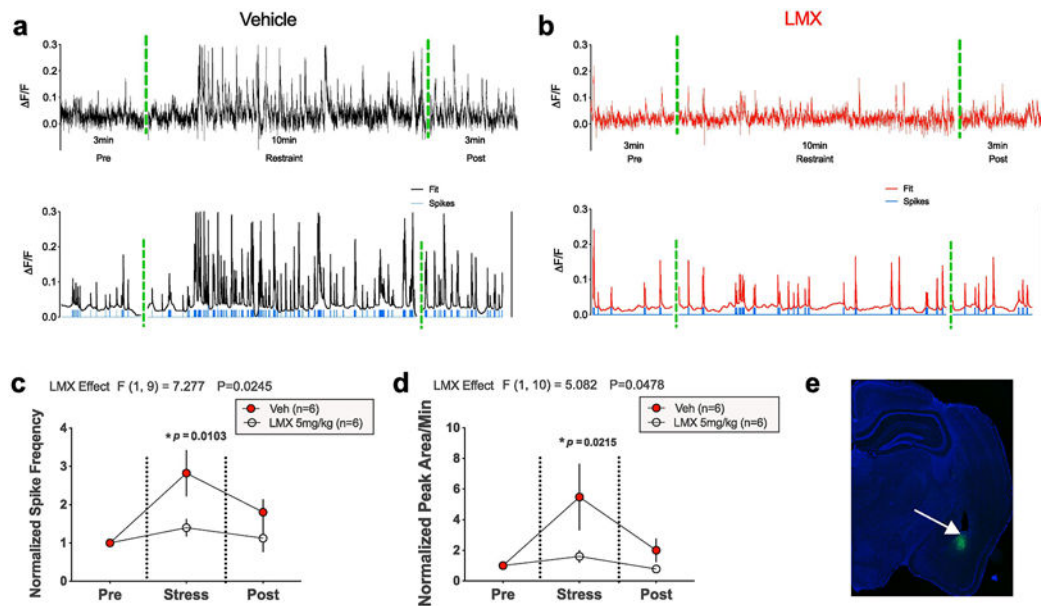 a
Vehicle
0.3
0.2
0.1
0.0
ΔF/F
3min
10min
3min
Pre
Restraint
Post
Fit
Spikes
0.3
0.2
0.1
0.0
ΔF/F
b
LMX
0.3
0.2
0.1
0.0
ΔF/F
3min
10min
3min
Pre
Restraint
Post
Fit
Spikes
0.3
0.2
0.1
0.0
ΔF/F
c
LMX Effect F (1, 9) = 7.277 P=0.0245
Veh (n=6)
LMX 5mg/kg (n=6)
* p = 0.0103
Normalized Spike Freqency
4
3
2
1
0
Pre Stress Post
d
LMX Effect F (1, 10) = 5.082 P=0.0478
Veh (n=6)
LMX 5mg/kg (n=6)
* p = 0.0215
Normalized Peak Area/Min
10
8
6
4
2
0
Pre Stress Post
e